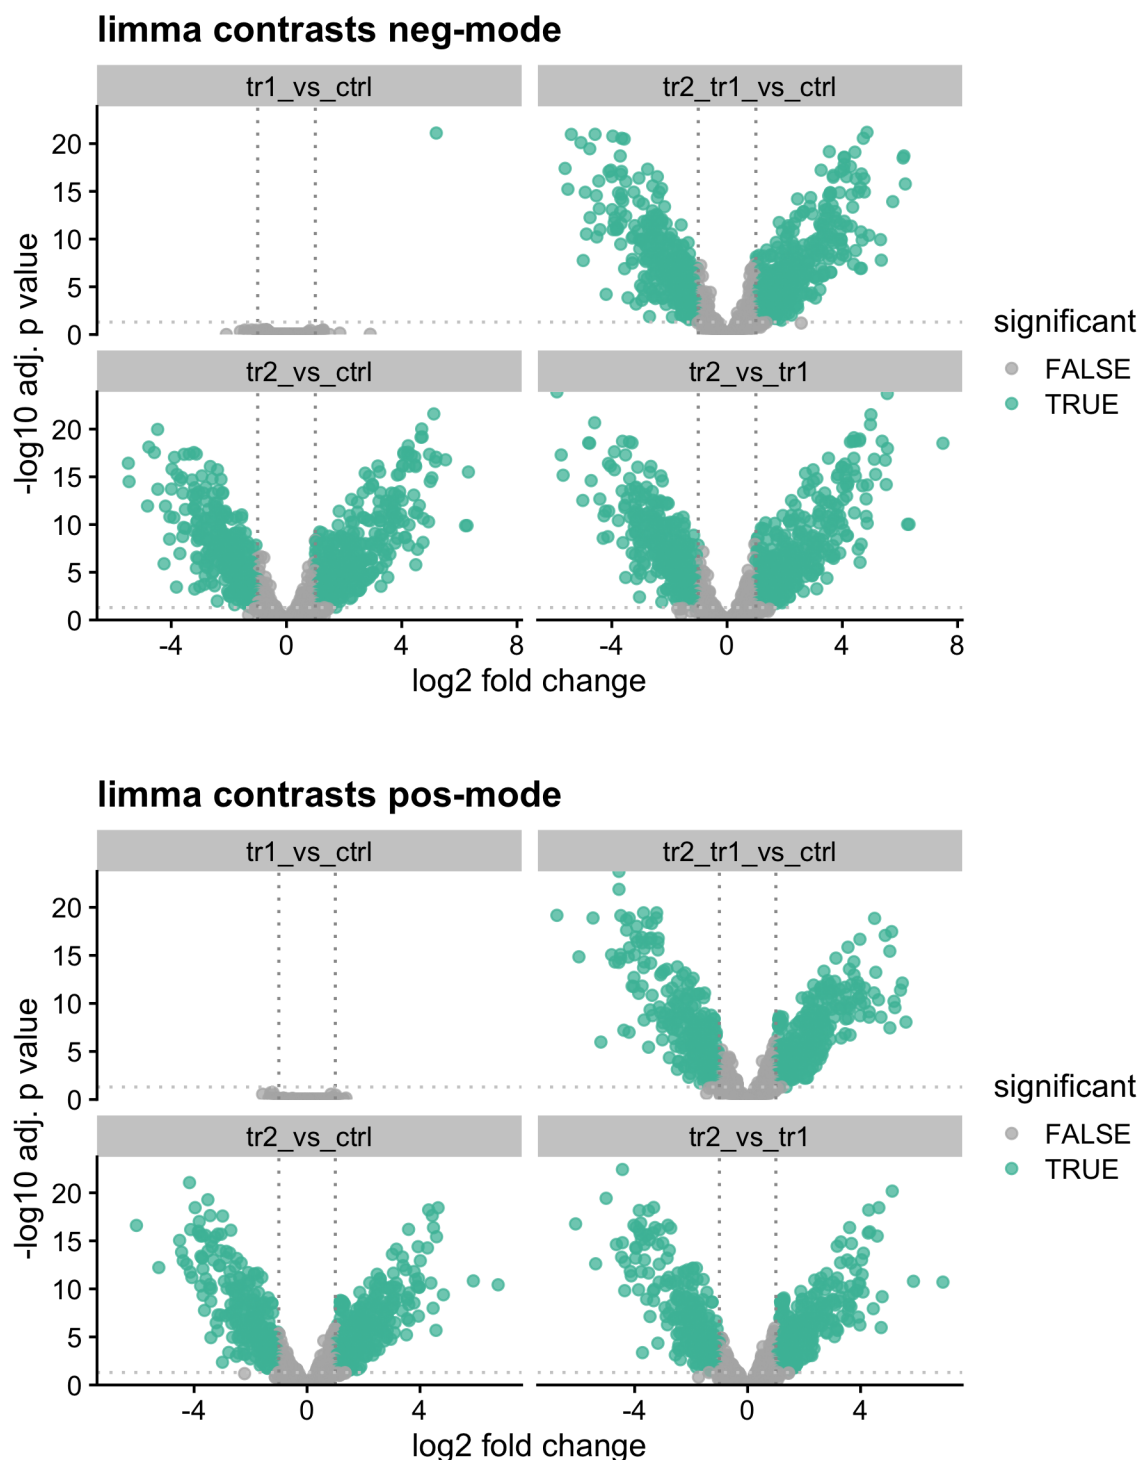 limma contrasts neg-mode
tr1_vs_ctrl
tr2_tr1_vs_ctrl
20
15
10
5
0
tr2_vs_ctrl
tr2_vs_tr1
20
15
10
5
0
-4 0 4 8
-4 0 4 8
-log10 adj. p value
log2 fold change
significant
FALSE
TRUE
limma contrasts pos-mode
tr1_vs_ctrl
tr2_tr1_vs_ctrl
20
15
10
5
0
tr2_vs_ctrl
tr2_vs_tr1
20
15
10
5
0
-4 0 4
-4 0 4
-log10 adj. p value
log2 fold change
significant
FALSE
TRUE